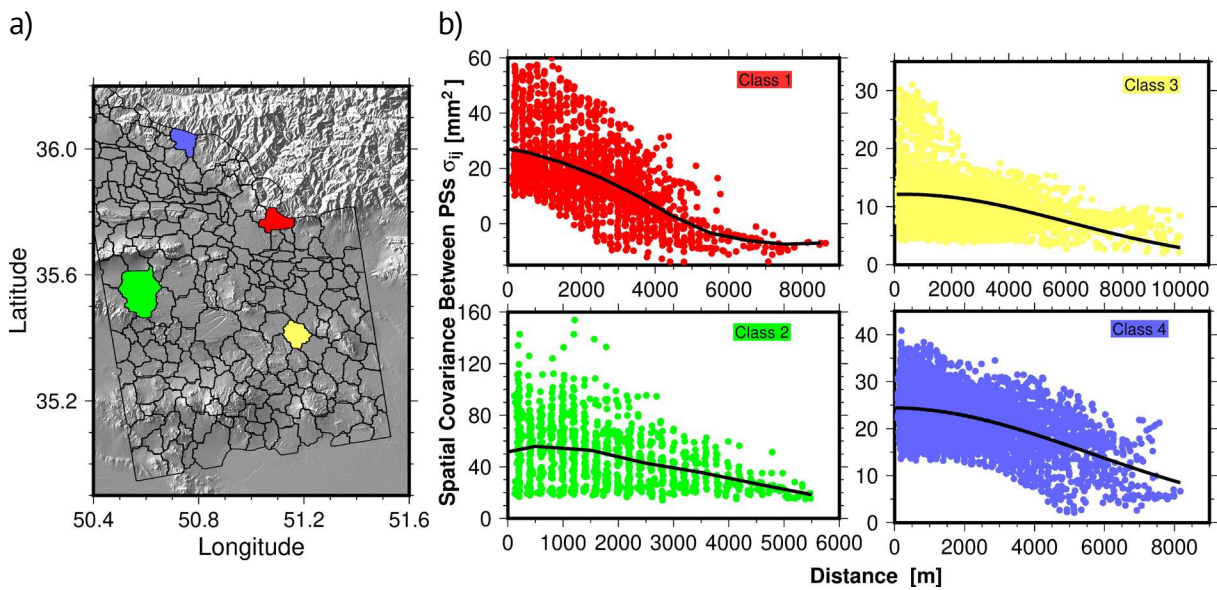 a)
b)
36.0
35.6
35.2
Latitude
50.4 50.8 51.2 51.6
Longitude
Spatial Covariance Between PSs σij [mm²]
60
40
20
0
Class 1
0 2000 4000 6000 8000
30
20
10
0
Class 3
0 2000 4000 6000 8000 10000
160
120
80
40
0
Class 2
0 1000 2000 3000 4000 5000 6000
40
30
20
10
0
Class 4
0 2000 4000 6000 8000
Distance [m]